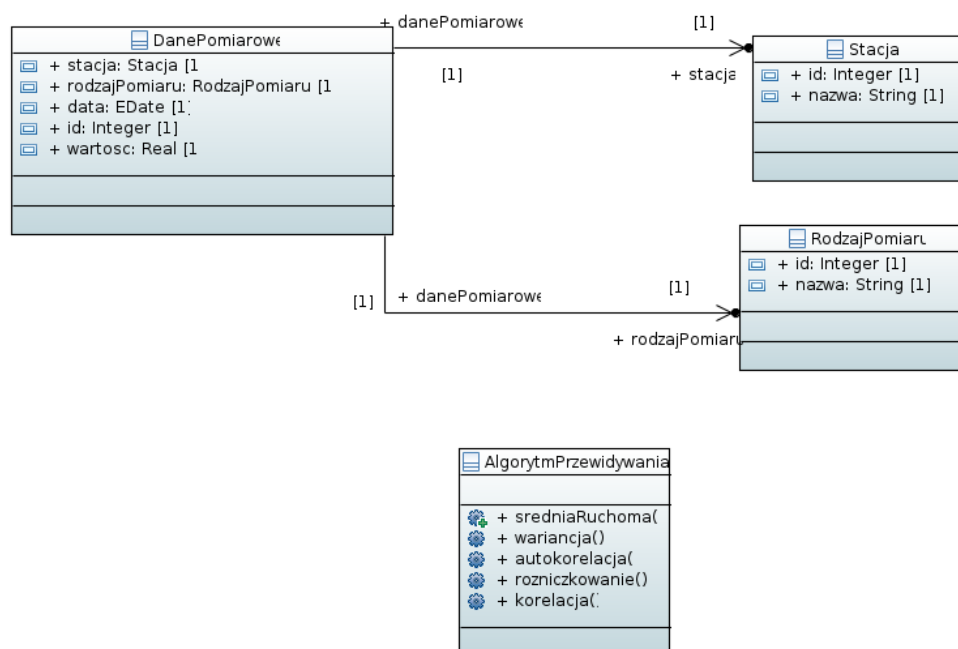 + danePomiarowe
[1]
DanePomiarowe
+ stacja: Stacja [1
+ rodzajPomiaru: RodzajPomiaru [1
+ data: EDate [1]
+ id: Integer [1]
+ wartosc: Real [1
[1]
+ stacja
Stacja
+ id: Integer [1]
+ nazwa: String [1]
RodzajPomiaru
+ id: Integer [1]
+ nazwa: String [1]
[1]
+ danePomiarowe
[1]
+ rodzajPomiaru
AlgorytmPrzewidywania
+ sredniaRuchoma(
+ wariancja()
+ autokorelacja(
+ rozniczkowanie()
+ korelacja()